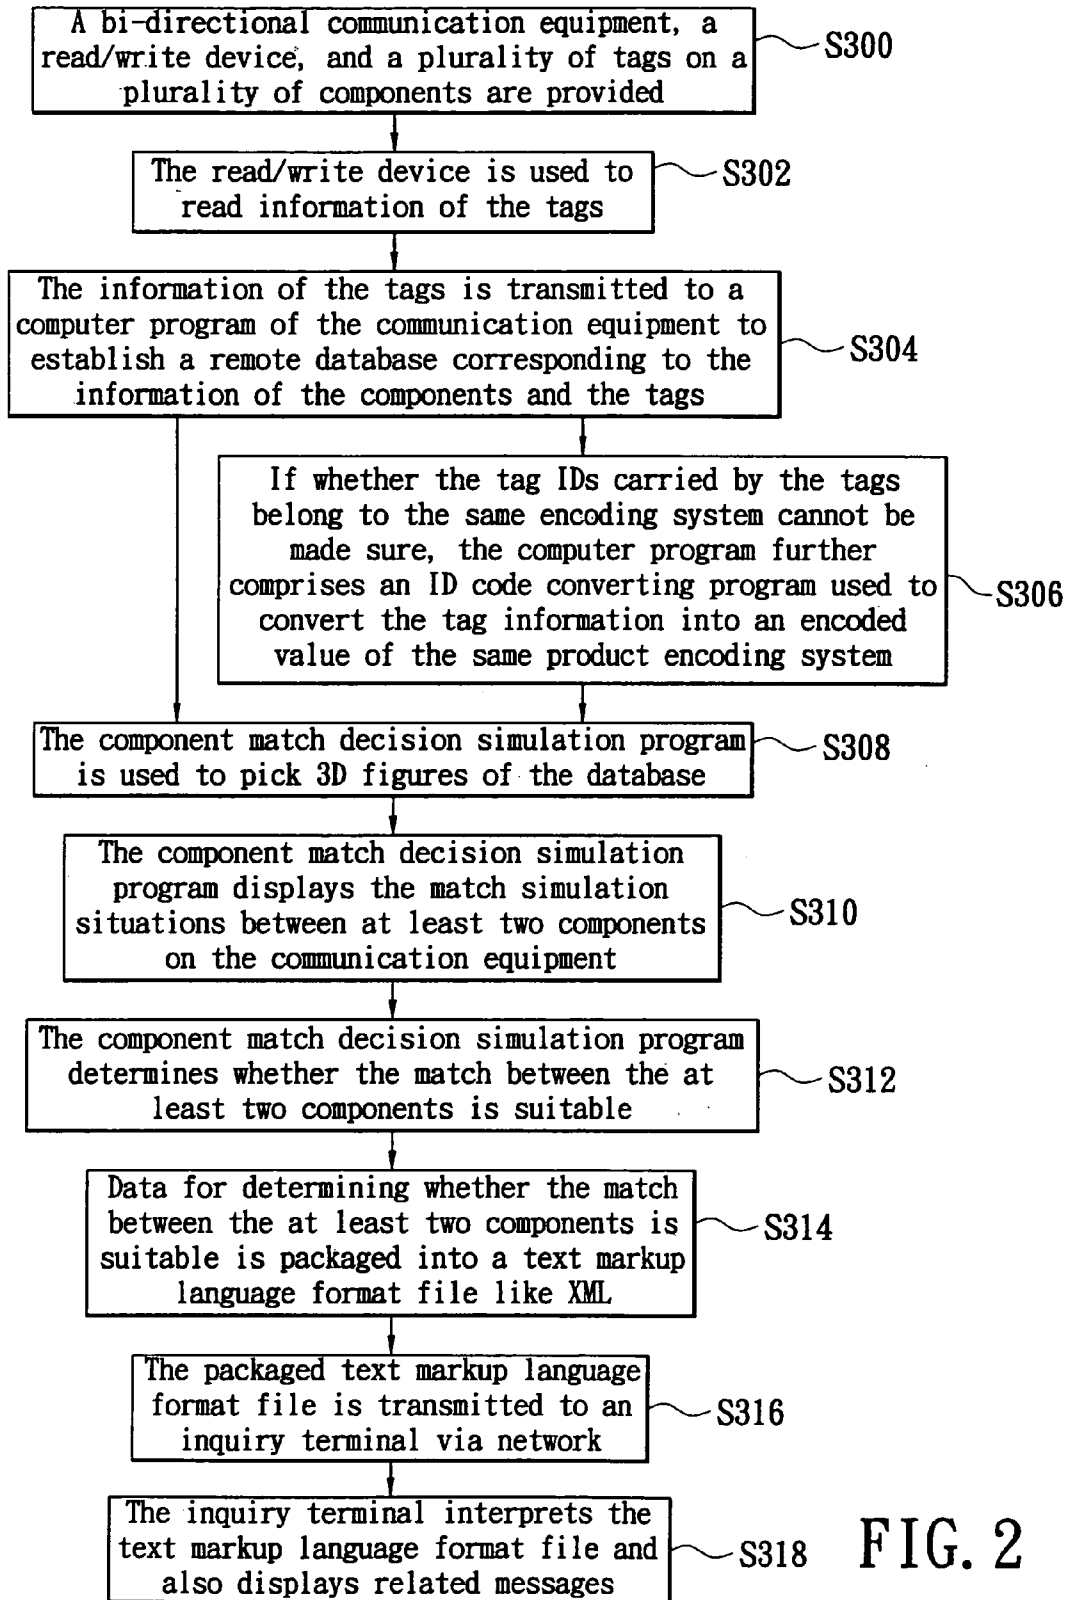 A bi-directional communication equipment, a
read/write device, and a plurality of tags on a
plurality of components are provided
S300
The read/write device is used to
read information of the tags
S302
The information of the tags is transmitted to a
computer program of the communication equipment to
establish a remote database corresponding to the
information of the components and the tags
S304
If whether the tag IDs carried by the tags
belong to the same encoding system cannot be
made sure, the computer program further
comprises an ID code converting program used to
convert the tag information into an encoded
value of the same product encoding system
S306
The component match decision simulation program
is used to pick 3D figures of the database
S308
The component match decision simulation
program displays the match simulation
situations between at least two components
on the communication equipment
S310
The component match decision simulation program
determines whether the match between the at
least two components is suitable
S312
Data for determining whether the match
between the at least two components is
suitable is packaged into a text markup
language format file like XML
S314
The packaged text markup language
format file is transmitted to an
inquiry terminal via network
S316
The inquiry terminal interprets the
text markup language format file and
also displays related messages
S318
FIG. 2